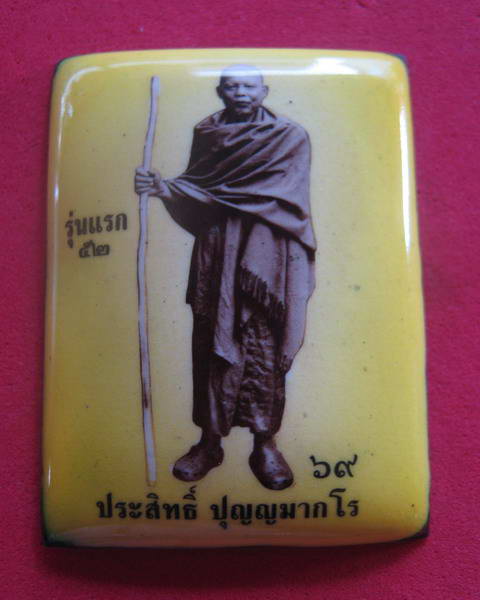 รุ่นแรก
๕๒
๖๙
ประสิทธิ์ ปุญญมากโร